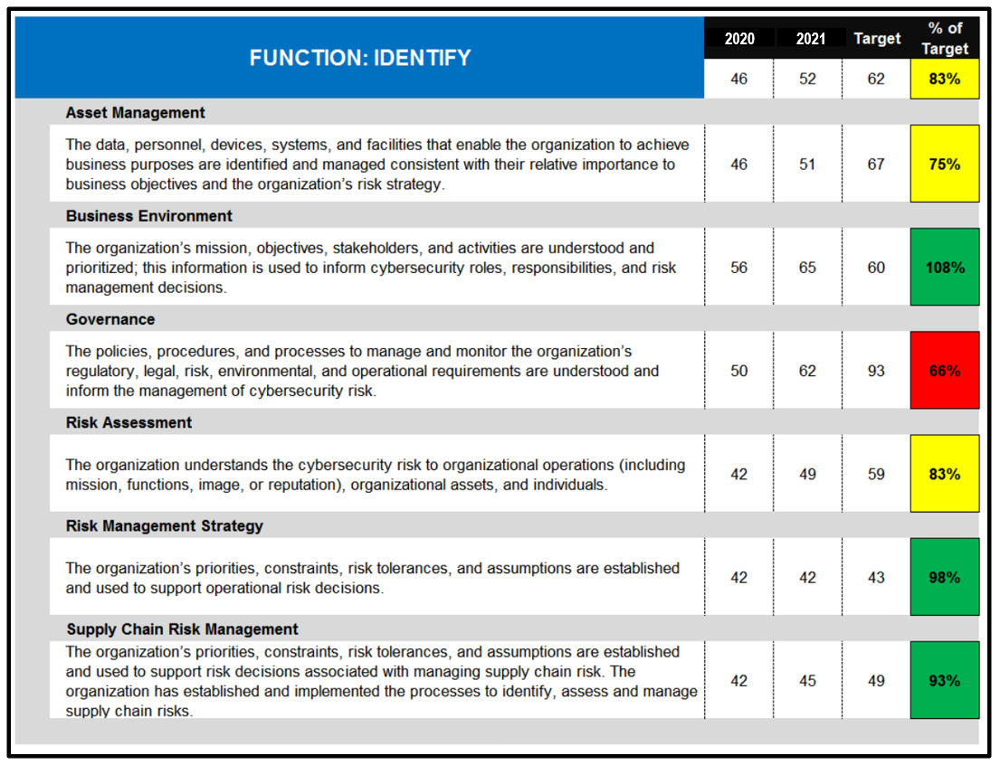 FUNCTION: IDENTIFY
2020 2021 Target % of Target
46 52 62 83%
Asset Management
The data, personnel, devices, systems, and facilities that enable the organization to achieve
business purposes are identified and managed consistent with their relative importance to
business objectives and the organization's risk strategy.
46 51 67 75%
Business Environment
The organization's mission, objectives, stakeholders, and activities are understood and
prioritized; this information is used to inform cybersecurity roles, responsibilities, and risk
management decisions.
56 65 60 108%
Governance
The policies, procedures, and processes to manage and monitor the organization's
regulatory, legal, risk, environmental, and operational requirements are understood and
inform the management of cybersecurity risk.
50 62 93 66%
Risk Assessment
The organization understands the cybersecurity risk to organizational operations (including
mission, functions, image, or reputation), organizational assets, and individuals.
42 49 59 83%
Risk Management Strategy
The organization's priorities, constraints, risk tolerances, and assumptions are established
and used to support operational risk decisions.
42 42 43 98%
Supply Chain Risk Management
The organization's priorities, constraints, risk tolerances, and assumptions are established
and used to support risk decisions associated with managing supply chain risk. The
organization has established and implemented the processes to identify, assess and manage
supply chain risks.
42 45 49 93%